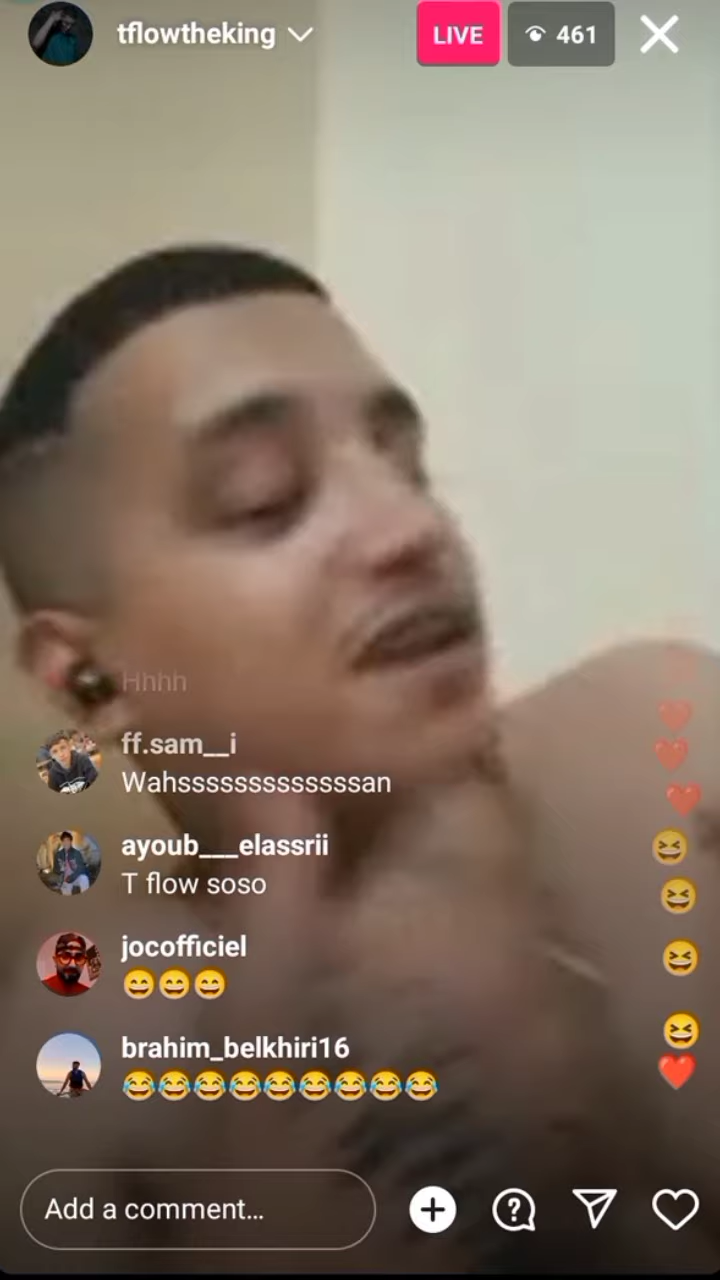 tflowtheking
LIVE
461
Hhhh
ff.sam__i
Wahsssssssssssssan
ayoub___elassrii
T flow soso
jocofficiel
😄😄😄
brahim_belkhiri16
😂😂😂😂😂😂😂😂😂
Add a comment...